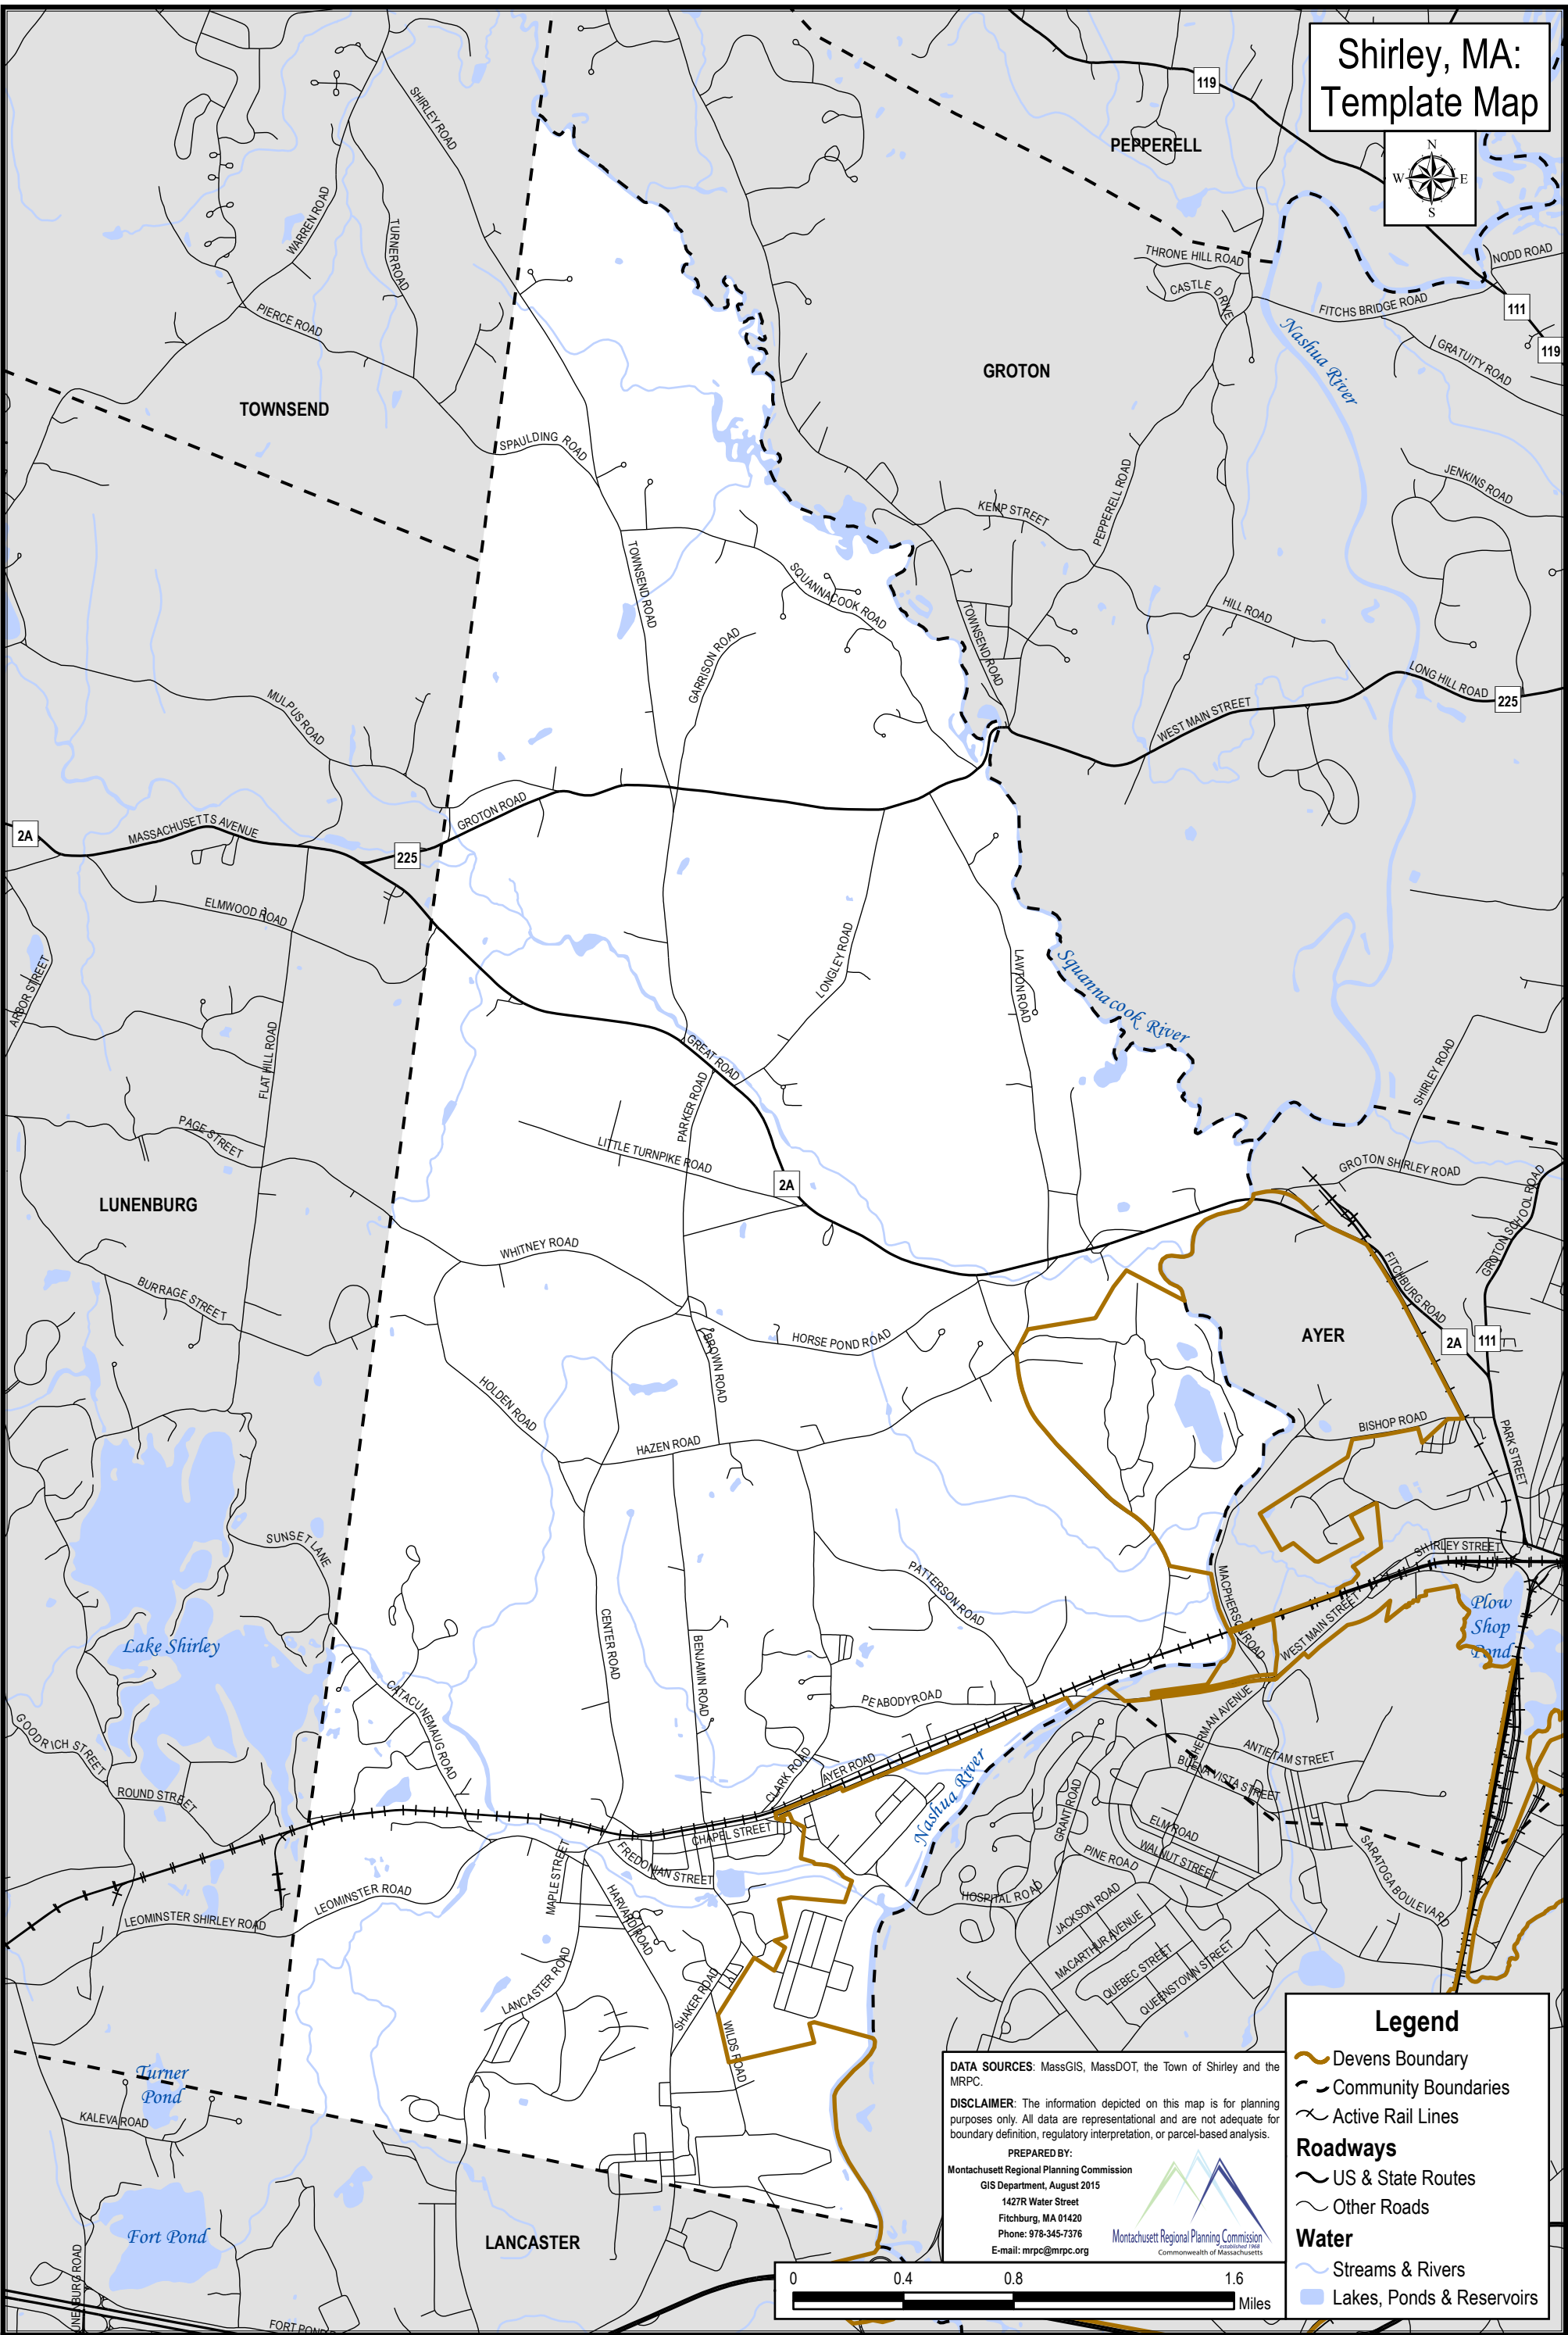 Shirley, MA:
Template Map
N
W
E
S
119
PEPPERELL
SHIRLEY ROAD
WARREN ROAD
TURNER ROAD
PIERCE ROAD
THRONE HILL ROAD
CASTLE DRIVE
NODD ROAD
FITCHS BRIDGE ROAD
111
119
GRATUITY ROAD
Nashua River
GROTON
TOWNSEND
SPAULDING ROAD
JENKINS ROAD
KEMP STREET
PEPPERELL ROAD
TOWNSEND ROAD
SQUANNACOOK ROAD
GARRISON ROAD
TOWNSEND ROAD
HILL ROAD
LONG HILL ROAD
225
WEST MAIN STREET
MULPUS ROAD
GROTON ROAD
2A
MASSACHUSETTS AVENUE
225
ELMWOOD ROAD
ARBOR STREET
LONGLEY ROAD
LAWTON ROAD
Squannacook River
FLAT HILL ROAD
GREAT ROAD
PARKER ROAD
SHIRLEY ROAD
PAGE STREET
LITTLE TURNPIKE ROAD
2A
GROTON SHIRLEY ROAD
GROTON SCHOOL ROAD
LUNENBURG
WHITNEY ROAD
BURRAGE STREET
FITCHBURG ROAD
HORSE POND ROAD
BROWN ROAD
AYER
2A
111
HOLDEN ROAD
HAZEN ROAD
BISHOP ROAD
PARK STREET
SUNSET LANE
SHIRLEY STREET
PATTERSON ROAD
MACPHERSON ROAD
WEST MAIN STREET
Plow
Shop
Pond
CENTER ROAD
BENJAMIN ROAD
Lake Shirley
CATACUNEMAUG ROAD
PEABODY ROAD
GOODRICH STREET
SHERMAN AVENUE
ANTIETAM STREET
BUENA VISTA STREET
ROUND STREET
CLARK ROAD
AYER ROAD
Nashua River
GRANT ROAD
ELM ROAD
WALNUT STREET
PINE ROAD
SARATOGA BOULEVARD
CHAPEL STREET
FREDONIAN STREET
MAPLE STREET
HARVARD ROAD
HOSPITAL ROAD
JACKSON ROAD
MACARTHUR AVENUE
QUEBEC STREET
QUEENSTOWN STREET
LEOMINSTER ROAD
LEOMINSTER SHIRLEY ROAD
LANCASTER ROAD
SHAKER ROAD
WILDS ROAD
Turner
Pond
KALEVA ROAD
Fort Pond
LANCASTER
FORT POND
DATA SOURCES: MassGIS, MassDOT, the Town of Shirley and the
MRPC.
DISCLAIMER: The information depicted on this map is for planning
purposes only. All data are representational and are not adequate for
boundary definition, regulatory interpretation, or parcel-based analysis.
PREPARED BY:
Montachusett Regional Planning Commission
GIS Department, August 2015
1427R Water Street
Fitchburg, MA 01420
Phone: 978-345-7376
E-mail: mrpc@mrpc.org
Montachusett Regional Planning Commission
established 1968
Commonwealth of Massachusetts
0 0.4 0.8 1.6
Miles
Legend
Devens Boundary
Community Boundaries
Active Rail Lines
Roadways
US & State Routes
Other Roads
Water
Streams & Rivers
Lakes, Ponds & Reservoirs